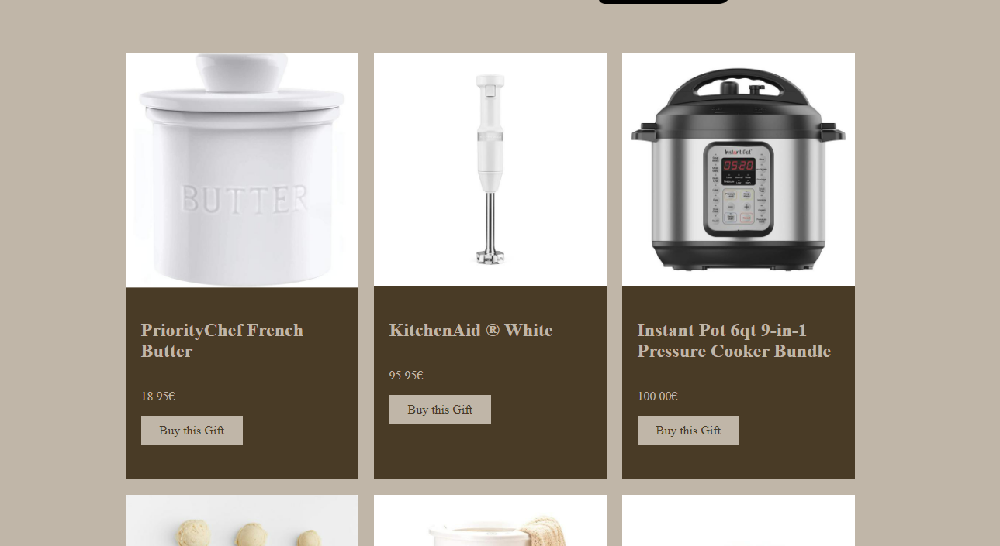 BUTTER
Instant Pot
05:20
PriorityChef French
Butter
18.95€
Buy this Gift
KitchenAid ® White
95.95€
Buy this Gift
Instant Pot 6qt 9-in-1
Pressure Cooker Bundle
100.00€
Buy this Gift